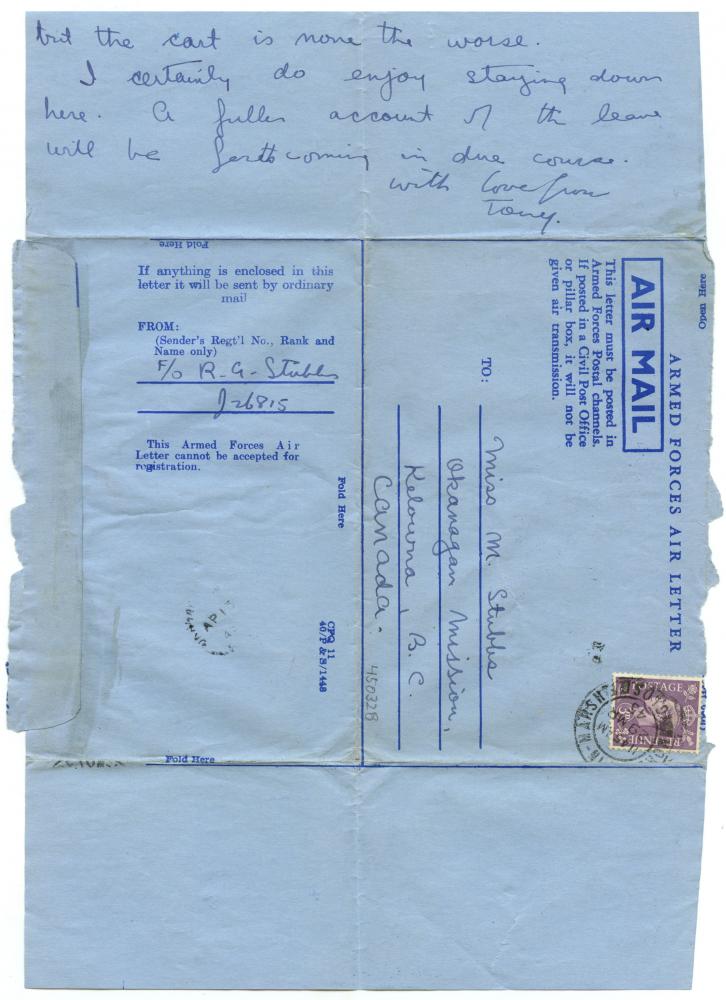 but the cart is none the worse.
I certainly do enjoy staying down
here. A fuller account of the leave
will be forthcoming in due course.
with love from
Tony.
Fold Here
If anything is enclosed in this
letter it will be sent by ordinary
mail
FROM:
(Sender's Regt'l No., Rank and
Name only)
F/O R. G. Stubbs
J26815
This Armed Forces Air
Letter cannot be accepted for
registration.
Fold Here
CPQ 11
40/P & S/1448
Open Here
ARMED FORCES AIR LETTER
AIR MAIL
This letter must be posted in
Armed Forces Postal channels.
If posted in a Civil Post Office
or pillar box, it will not be
given air transmission.
TO:
Miss M. Stubbs
Okanagan Mission,
Kelowna, B.C.
Canada.
450328
POSTAGE
REVENUE
Fold Here